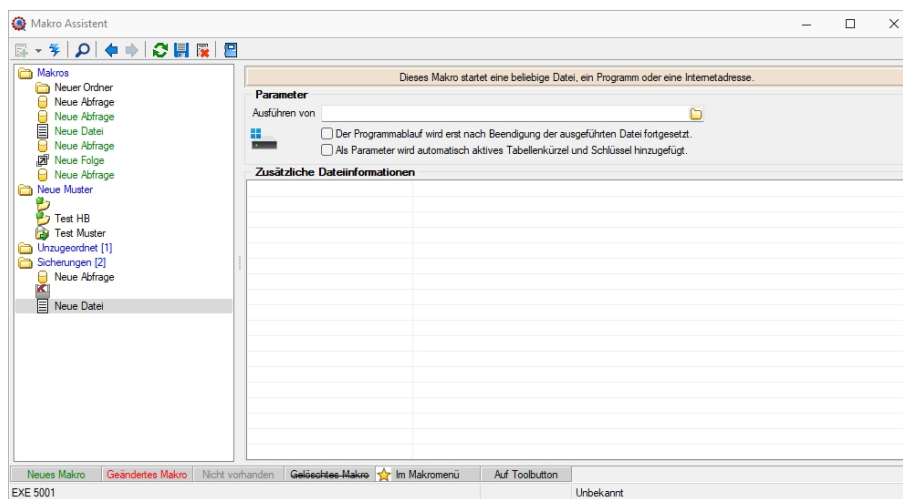 Makro Assistent
Makros
Neuer Ordner
Neue Abfrage
Neue Abfrage
Neue Datei
Neue Abfrage
Neue Folge
Neue Abfrage
Neue Muster
Test HB
Test Muster
Unzugeordnet [1]
Sicherungen [2]
Neue Abfrage
Neue Datei
Dieses Makro startet eine beliebige Datei, ein Programm oder eine Internetadresse.
Parameter
Ausführen von
Der Programmablauf wird erst nach Beendigung der ausgeführten Datei fortgesetzt.
Als Parameter wird automatisch aktives Tabellenkürzel und Schlüssel hinzugefügt.
Zusätzliche Dateiinformationen
Neues Makro Geändertes Makro Nicht vorhanden Gelöschtes Makro Im Makromenü Auf Toolbutton
EXE 5001 Unbekannt